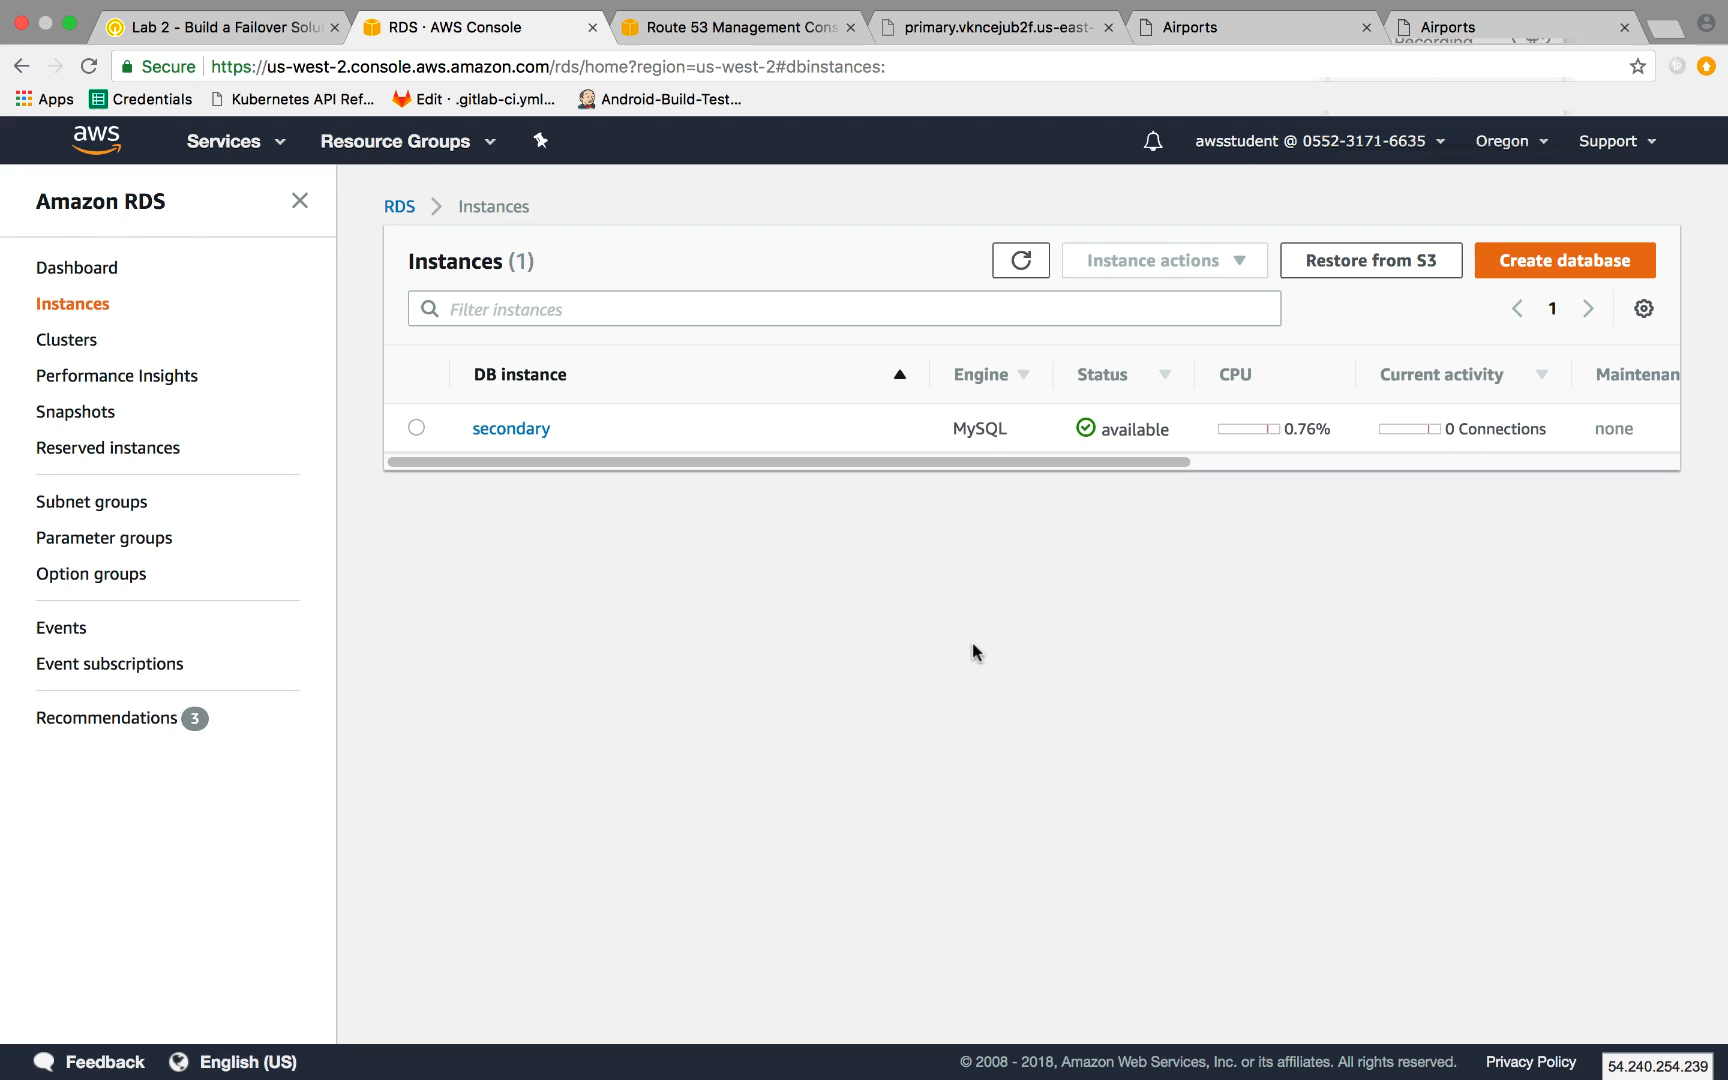 Lab 2 - Build a Failover Solu
RDS · AWS Console
Route 53 Management Cons
primary.vkncejub2f.us-east-
Airports
Airports
Recording
Secure
https://us-west-2.console.aws.amazon.com/rds/home?region=us-west-2#dbinstances:
Apps
Credentials
Kubernetes API Ref...
Edit · .gitlab-ci.yml...
Android-Build-Test...
aws
Services
Resource Groups
awsstudent @ 0552-3171-6635
Oregon
Support
Amazon RDS
Dashboard
Instances
Clusters
Performance Insights
Snapshots
Reserved instances
Subnet groups
Parameter groups
Option groups
Events
Event subscriptions
Recommendations 3
RDS > Instances
Instances (1)
Instance actions
Restore from S3
Create database
Filter instances
1
DB instance
Engine
Status
CPU
Current activity
Maintenan
secondary
MySQL
available
0.76%
0 Connections
none
Feedback
English (US)
© 2008 - 2018, Amazon Web Services, Inc. or its affiliates. All rights reserved.
Privacy Policy
54.240.254.239